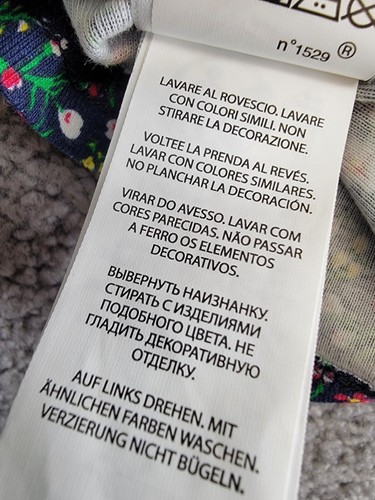 n°1529 ®
LAVARE AL ROVESCIO. LAVARE
CON COLORI SIMILI. NON
STIRARE LA DECORAZIONE.
VOLTEE LA PRENDA AL REVÉS.
LAVAR CON COLORES SIMILARES.
NO PLANCHAR LA DECORACIÓN.
VIRAR DO AVESSO. LAVAR COM
CORES PARECIDAS. NÃO PASSAR
A FERRO OS ELEMENTOS
DECORATIVOS.
ВЫВЕРНУТЬ НАИЗНАНКУ.
СТИРАТЬ С ИЗДЕЛИЯМИ
ПОДОБНОГО ЦВЕТА. НЕ
ГЛАДИТЬ ДЕКОРАТИВНУЮ
ОТДЕЛКУ.
AUF LINKS DREHEN. MIT
ÄHNLICHEN FARBEN WASCHEN.
VERZIERUNG NICHT BÜGELN.